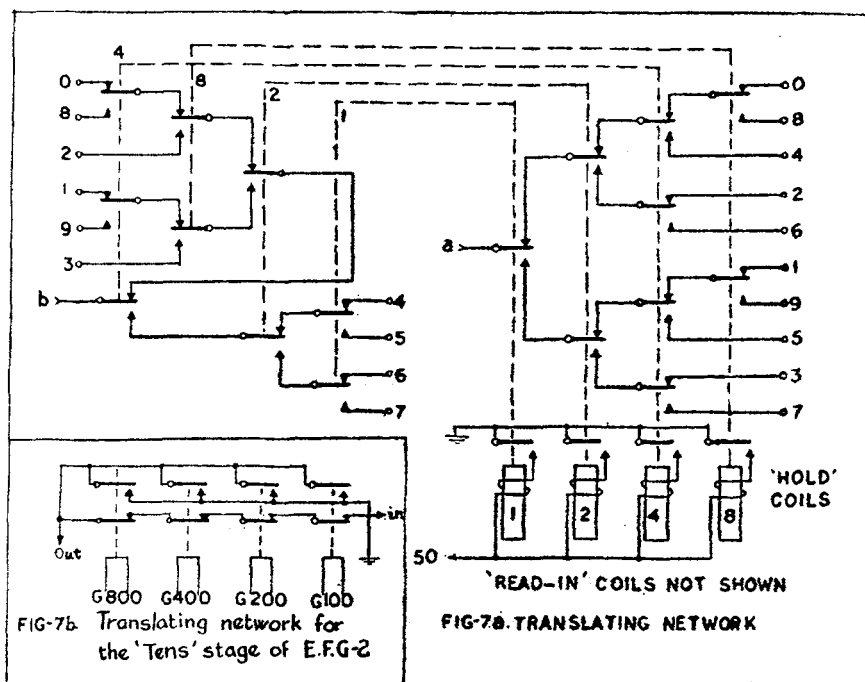 4
8
2
1
0
8
2
1
9
3
b
4
5
6
7
a
0
8
4
2
6
1
9
5
3
7
1
2
4
8
'HOLD'
COILS
50
'READ-IN' COILS NOT SHOWN
FIG-7a. TRANSLATING NETWORK
in
Out
G800
G400
G200
G100
FIG-7b. Translating network for
the 'Tens' stage of E.F.G-2